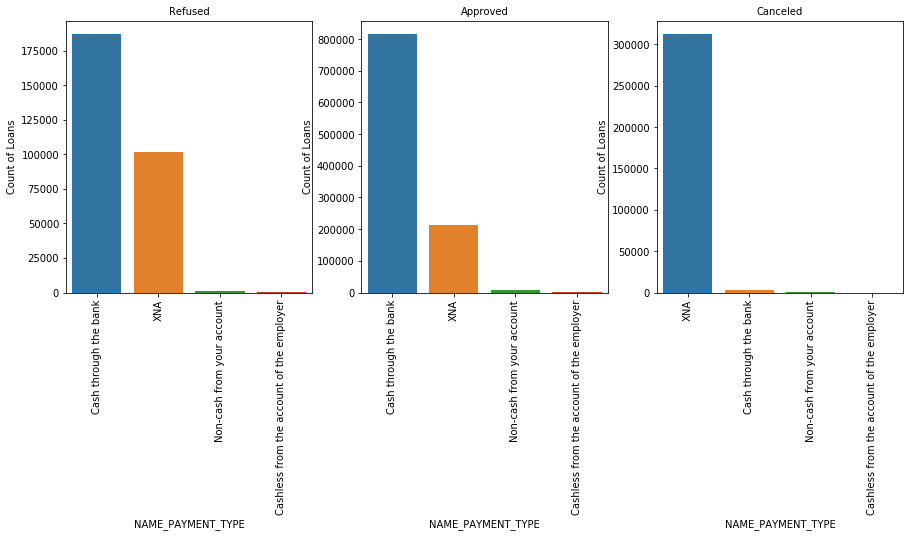 Refused
Count of Loans
175000
150000
125000
100000
75000
50000
25000
0
Cash through the bank
XNA
Non-cash from your account
Cashless from the account of the employer
NAME_PAYMENT_TYPE
Approved
Count of Loans
800000
700000
600000
500000
400000
300000
200000
100000
0
Cash through the bank
XNA
Non-cash from your account
Cashless from the account of the employer
NAME_PAYMENT_TYPE
Canceled
Count of Loans
300000
250000
200000
150000
100000
50000
0
XNA
Cash through the bank
Non-cash from your account
Cashless from the account of the employer
NAME_PAYMENT_TYPE